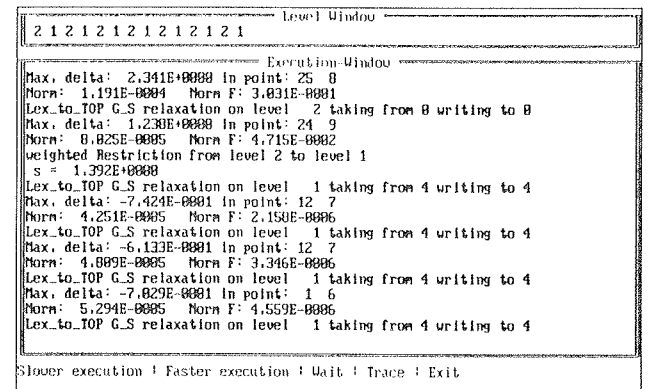 Level Window
2 1 2 1 2 1 2 1 2 1 2 1 2 1
Execution-Window
Max. delta: 2.341E+0000 in point: 25 8
Norm: 1.191E-0004 Norm F: 3.031E-0001
Lex_to_TOP G_S relaxation on level 2 taking from 0 writing to 0
Max. delta: 1.230E+0000 in point: 24 9
Norm: 8.025E-0005 Norm F: 4.715E-0002
weighted Restriction from level 2 to level 1
s = 1.392E+0000
Lex_to_TOP G_S relaxation on level 1 taking from 4 writing to 4
Max. delta: -7.424E-0001 in point: 12 7
Norm: 4.251E-0005 Norm F: 2.158E-0006
Lex_to_TOP G_S relaxation on level 1 taking from 4 writing to 4
Max. delta: -6.133E-0001 in point: 12 7
Norm: 4.809E-0005 Norm F: 3.346E-0006
Lex_to_TOP G_S relaxation on level 1 taking from 4 writing to 4
Max. delta: -7.029E-0001 in point: 1 6
Norm: 5.294E-0005 Norm F: 4.559E-0006
Lex_to_TOP G_S relaxation on level 1 taking from 4 writing to 4
Slower execution ¦ Faster execution ¦ Wait ¦ Trace ¦ Exit